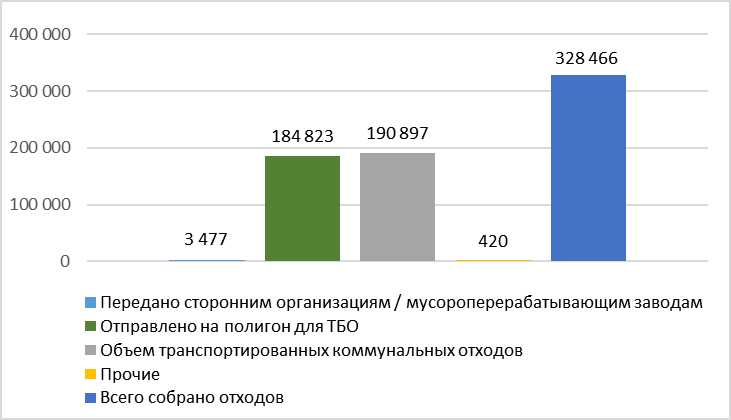 400 000
328 466
300 000
184 823
190 897
200 000
100 000
3 477
420
0
Передано сторонним организациям / мусороперерабатывающим заводам
Отправлено на полигон для ТБО
Объем транспортированных коммунальных отходов
Прочие
Всего собрано отходов